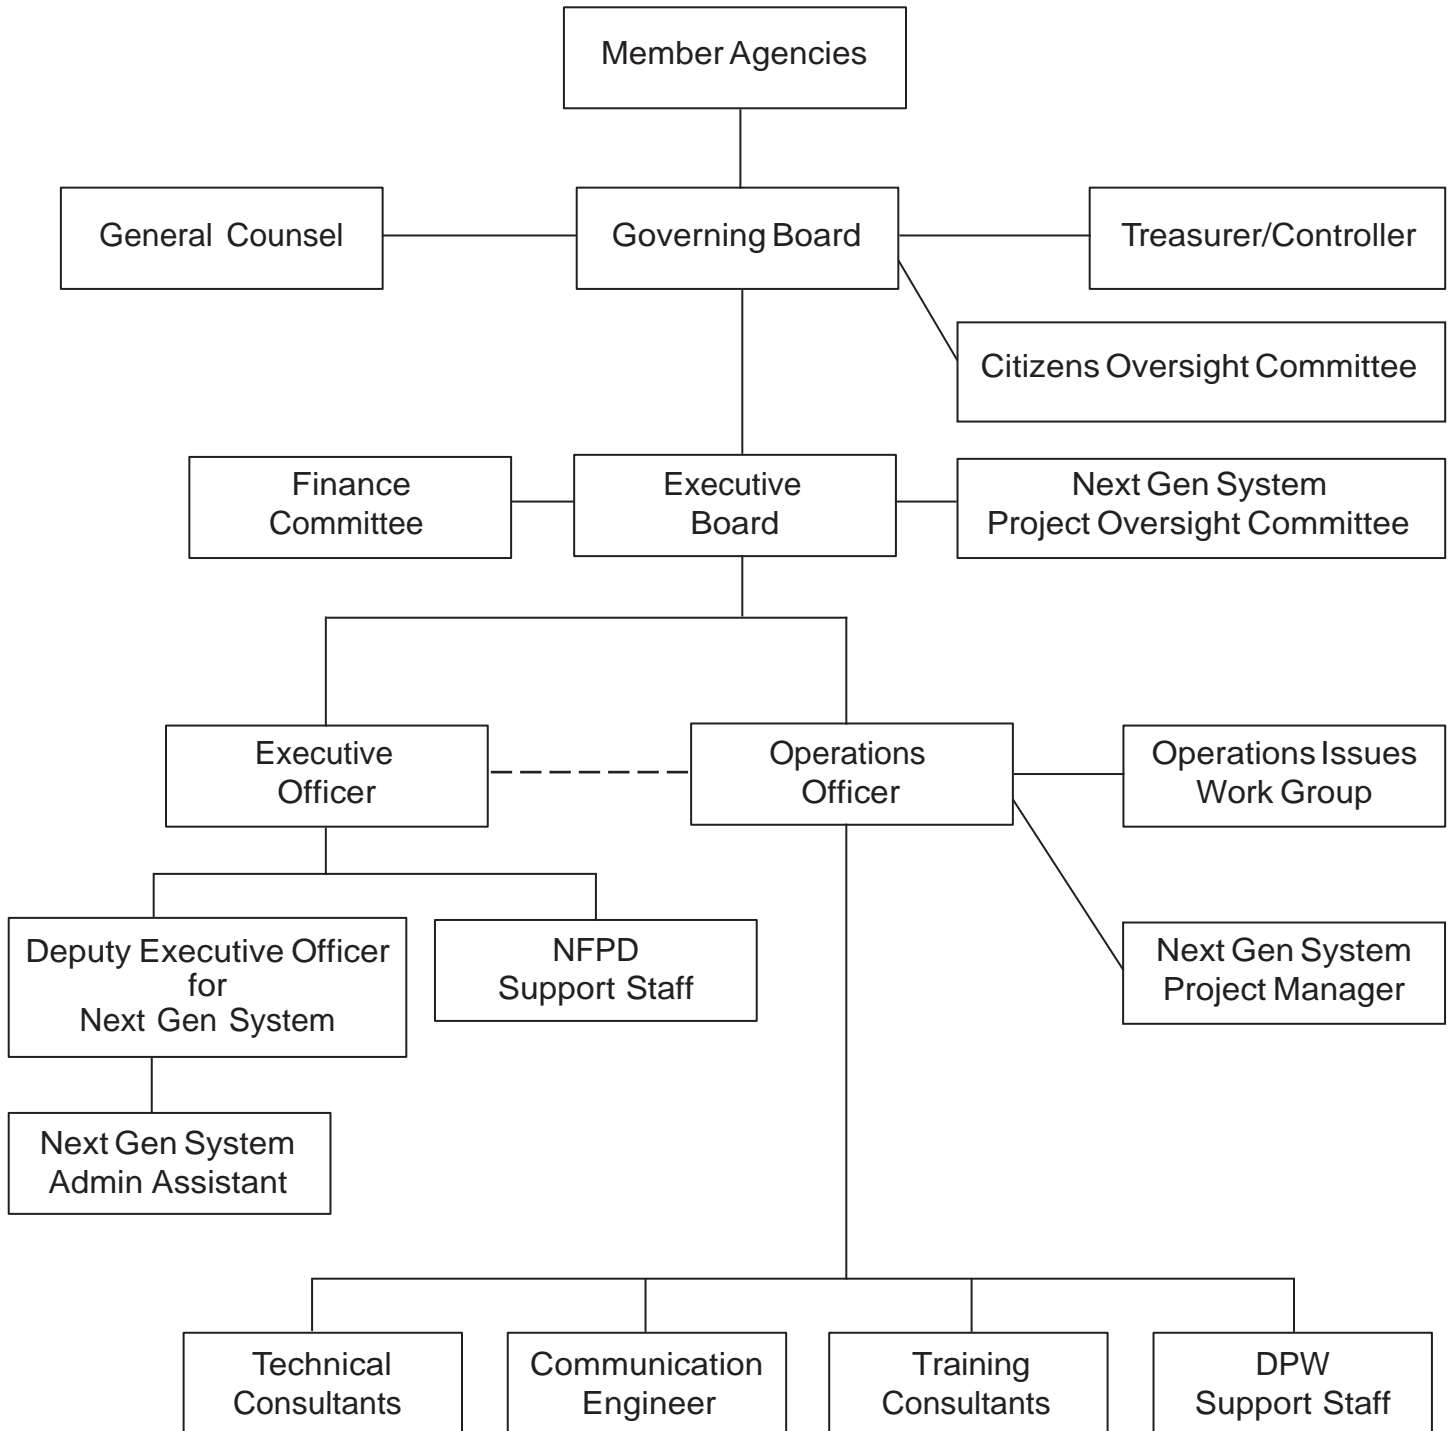 Member Agencies
General Counsel
Governing Board
Treasurer/Controller
Citizens Oversight Committee
Finance
Committee
Executive
Board
Next Gen System
Project Oversight Committee
Executive
Officer
Operations
Officer
Operations Issues
Work Group
Deputy Executive Officer
for
Next Gen System
NFPD
Support Staff
Next Gen System
Project Manager
Next Gen System
Admin Assistant
Technical
Consultants
Communication
Engineer
Training
Consultants
DPW
Support Staff